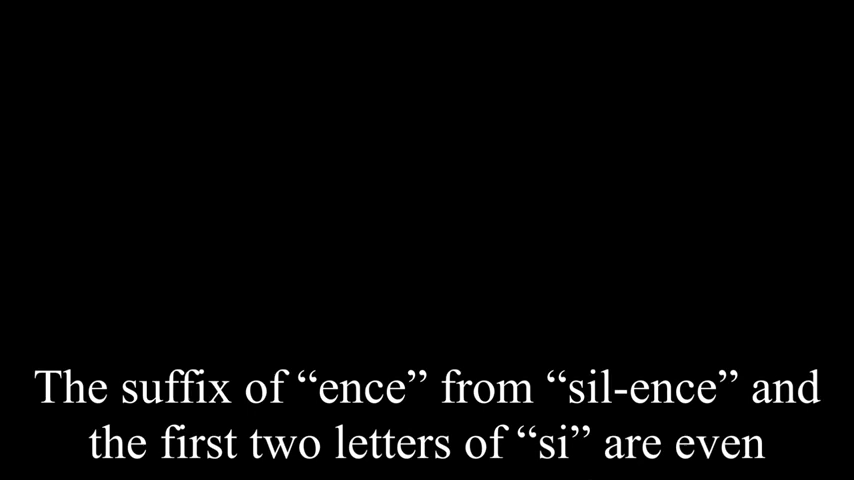 The suffix of “ence” from “sil-ence” and
the first two letters of “si” are even